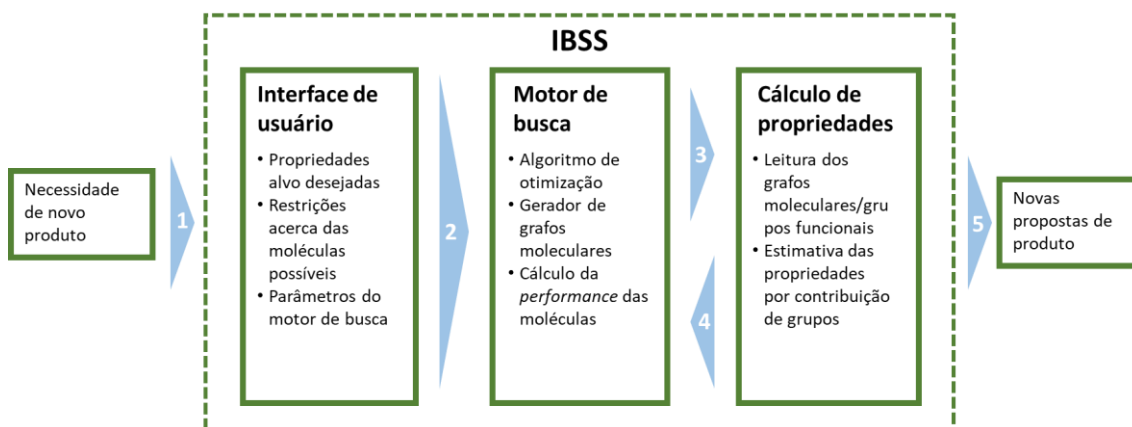 IBSS
Necessidade
de novo
produto
1
Interface de
usuário
• Propriedades
alvo desejadas
• Restrições
acerca das
moléculas
possíveis
• Parâmetros do
motor de busca
2
Motor de
busca
• Algoritmo de
otimização
• Gerador de
grafos
moleculares
• Cálculo da
performance das
moléculas
3
4
Cálculo de
propriedades
• Leitura dos
grafos
moleculares/gru
pos funcionais
• Estimativa das
propriedades
por contribuição
de grupos
5
Novas
propostas de
produto